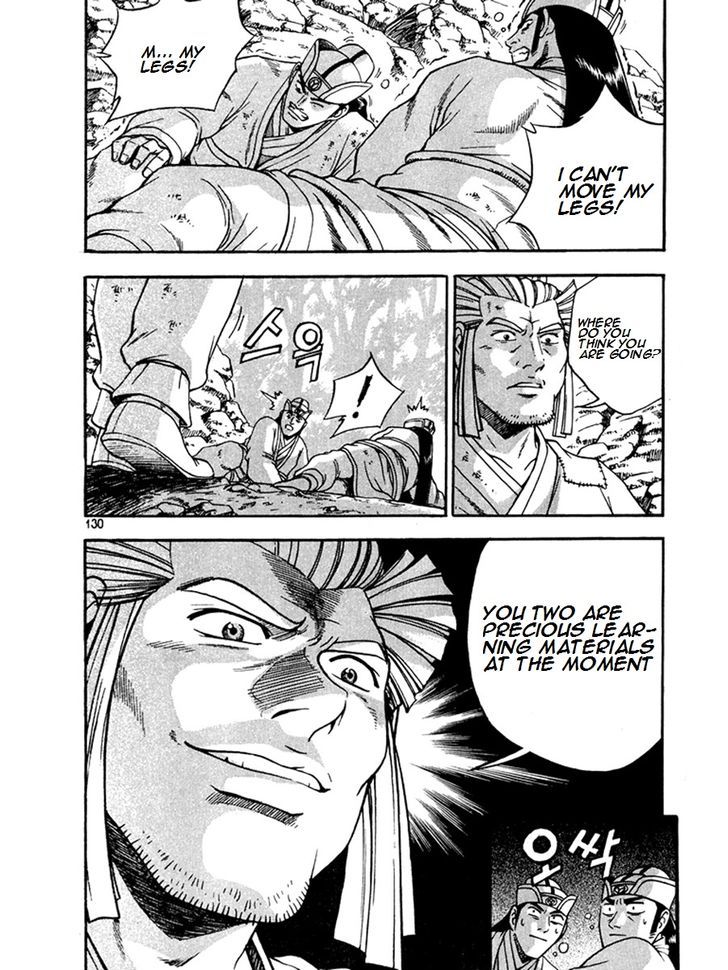 M... MY
LEGS!
I CAN'T
MOVE MY
LEGS!
스윽
!
WHERE
DO YOU
THINK YOU
ARE GOING?
130
YOU TWO ARE
PRECIOUS LEAR-
NING MATERIALS
AT THE MOMENT
오싹